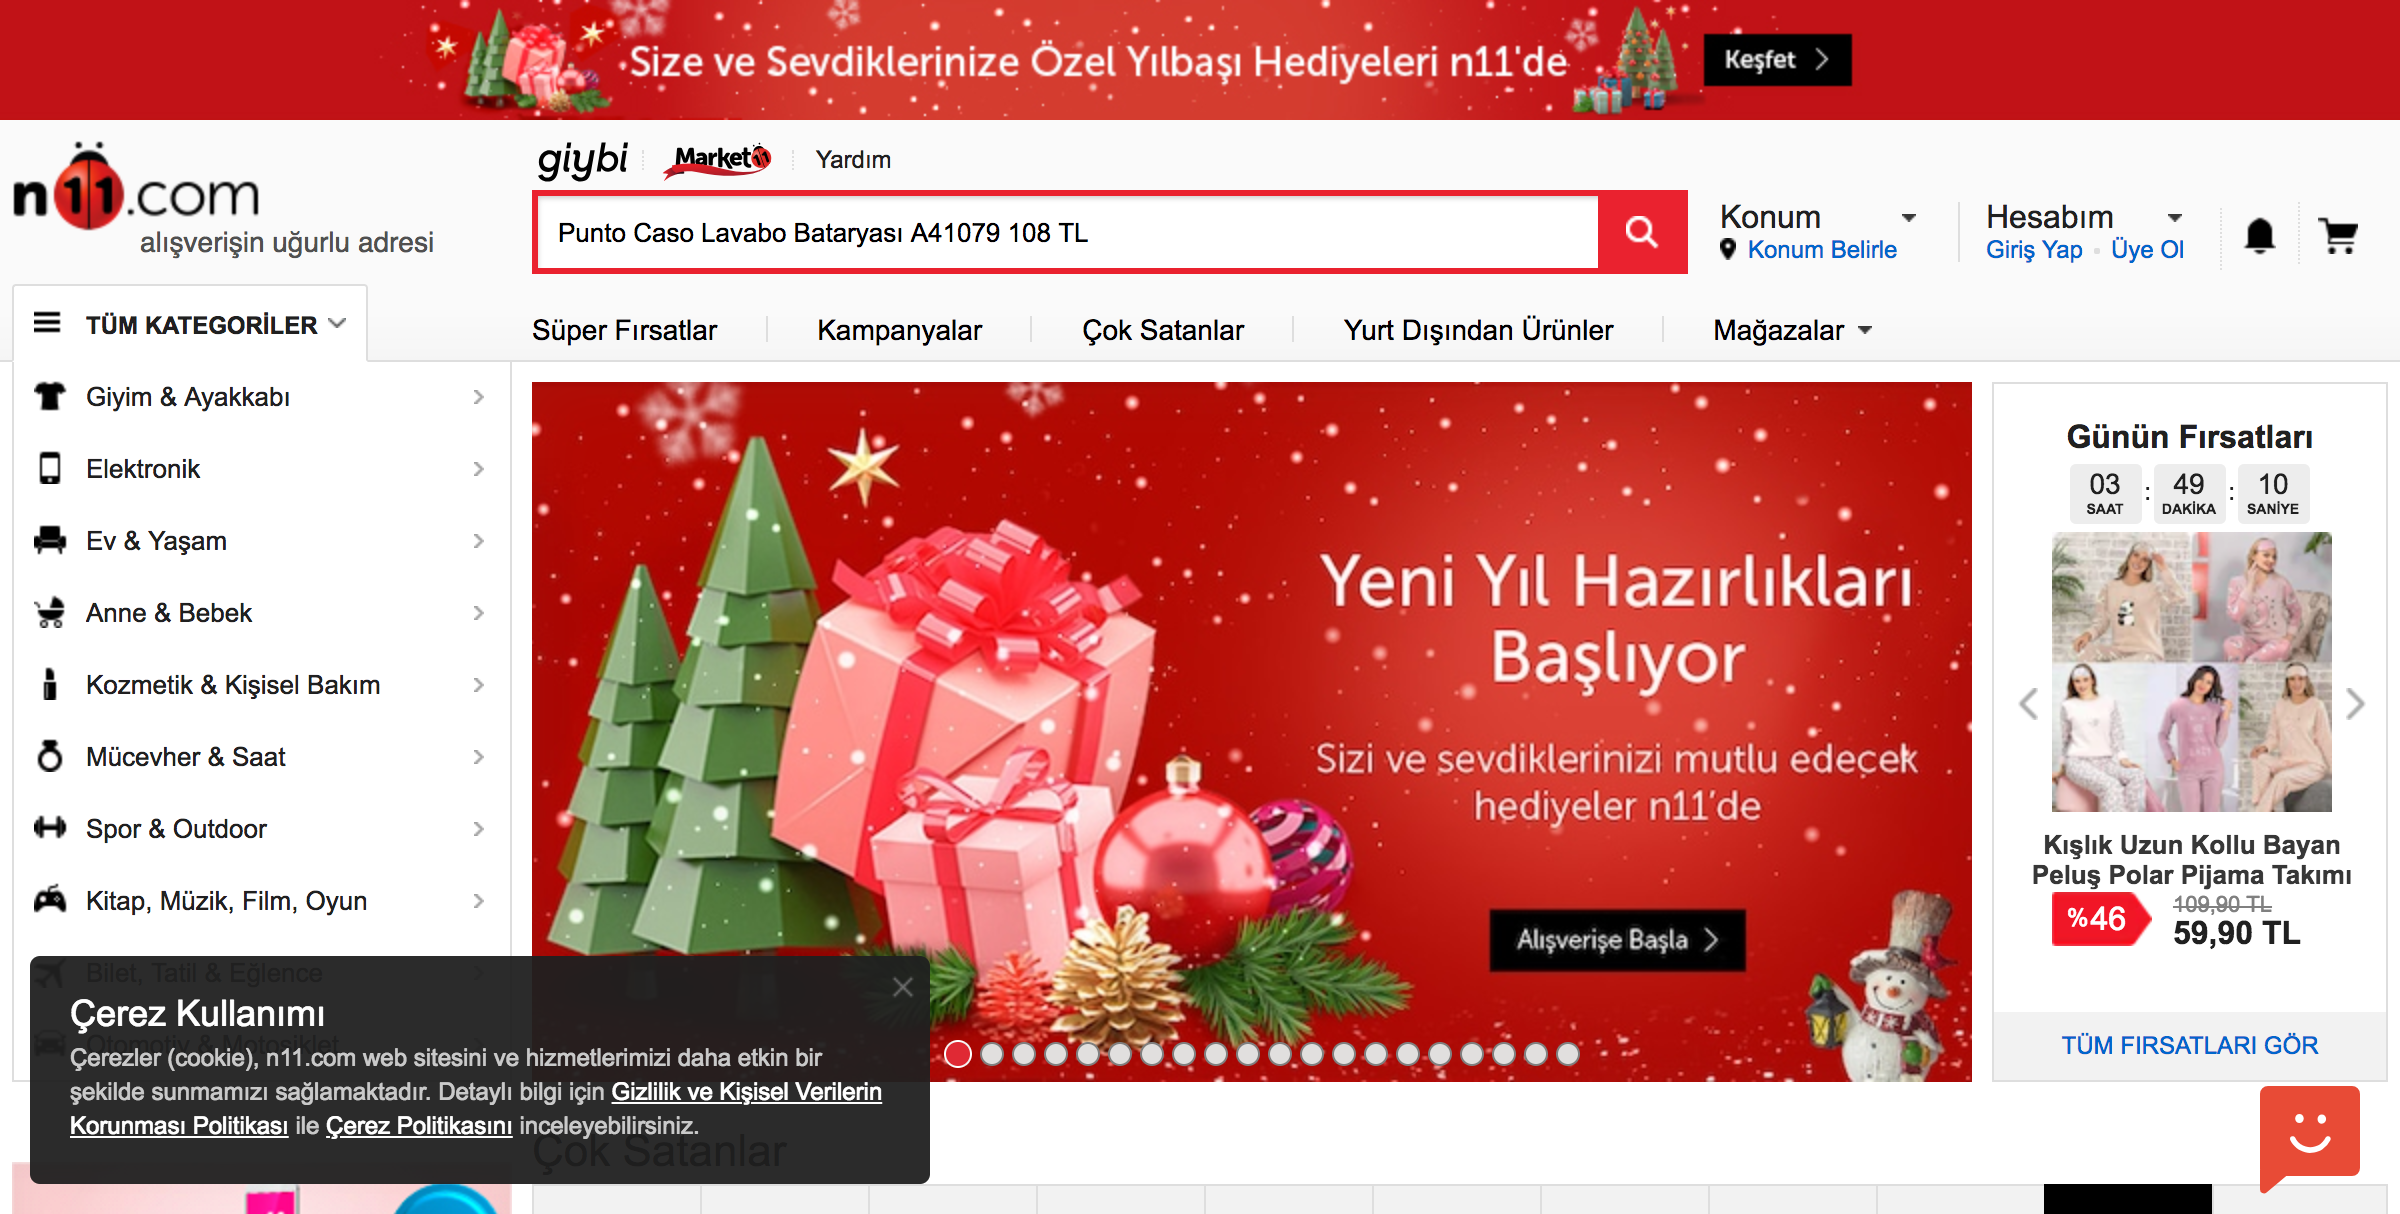 Size ve Sevdiklerinize Özel Yılbaşı Hediyeleri n11'de
Keşfet
n11.com
alışverişin uğurlu adresi
giybi
Market11
Yardım
Punto Caso Lavabo Bataryası A41079 108 TL
Konum
Konum Belirle
Hesabım
Giriş Yap
Üye Ol
TÜM KATEGORİLER
Süper Fırsatlar
Kampanyalar
Çok Satanlar
Yurt Dışından Ürünler
Mağazalar
Giyim & Ayakkabı
Elektronik
Ev & Yaşam
Anne & Bebek
Kozmetik & Kişisel Bakım
Mücevher & Saat
Spor & Outdoor
Kitap, Müzik, Film, Oyun
Bilet, Tatil & Eğlence
Otomotiv & Motosiklet
Yeni Yıl Hazırlıkları
Başlıyor
Sizi ve sevdiklerinizi mutlu edecek
hediyeler n11'de
Alışverişe Başla
Günün Fırsatları
03 : 49 : 10
SAAT DAKİKA SANİYE
Kışlık Uzun Kollu Bayan
Peluş Polar Pijama Takımı
%46
109,90 TL
59,90 TL
TÜM FIRSATLARI GÖR
Çerez Kullanımı
Çerezler (cookie), n11.com web sitesini ve hizmetlerimizi daha etkin bir
şekilde sunmamızı sağlamaktadır. Detaylı bilgi için Gizlilik ve Kişisel Verilerin
Korunması Politikası ile Çerez Politikasını inceleyebilirsiniz.
Çok Satanlar